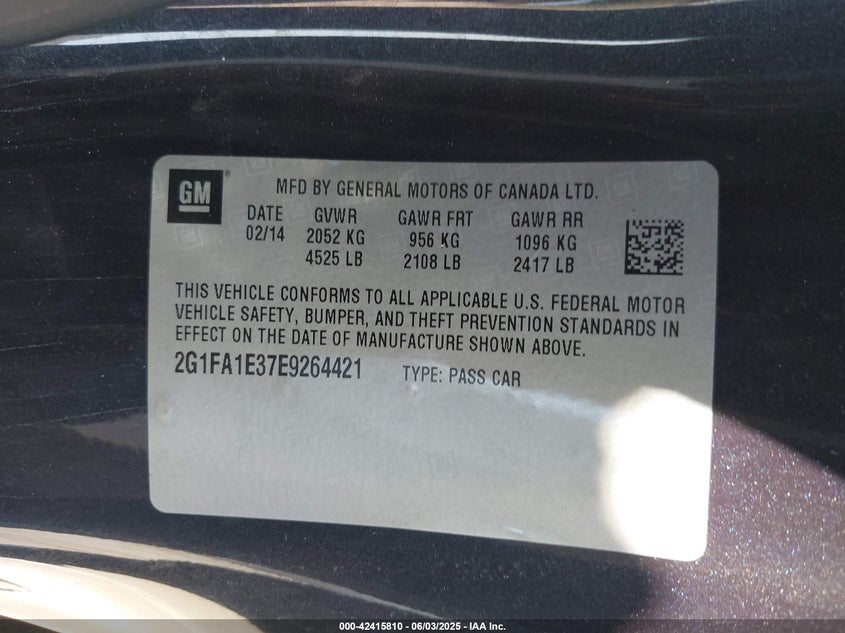 GM ®
MFD BY GENERAL MOTORS OF CANADA LTD.
DATE GVWR GAWR FRT GAWR RR
02/14 2052 KG 956 KG 1096 KG
4525 LB 2108 LB 2417 LB
THIS VEHICLE CONFORMS TO ALL APPLICABLE U.S. FEDERAL MOTOR
VEHICLE SAFETY, BUMPER, AND THEFT PREVENTION STANDARDS IN
EFFECT ON THE DATE OF MANUFACTURE SHOWN ABOVE.
2G1FA1E37E9264421 TYPE: PASS CAR
000-42415810 - 06/03/2025 - IAA Inc.